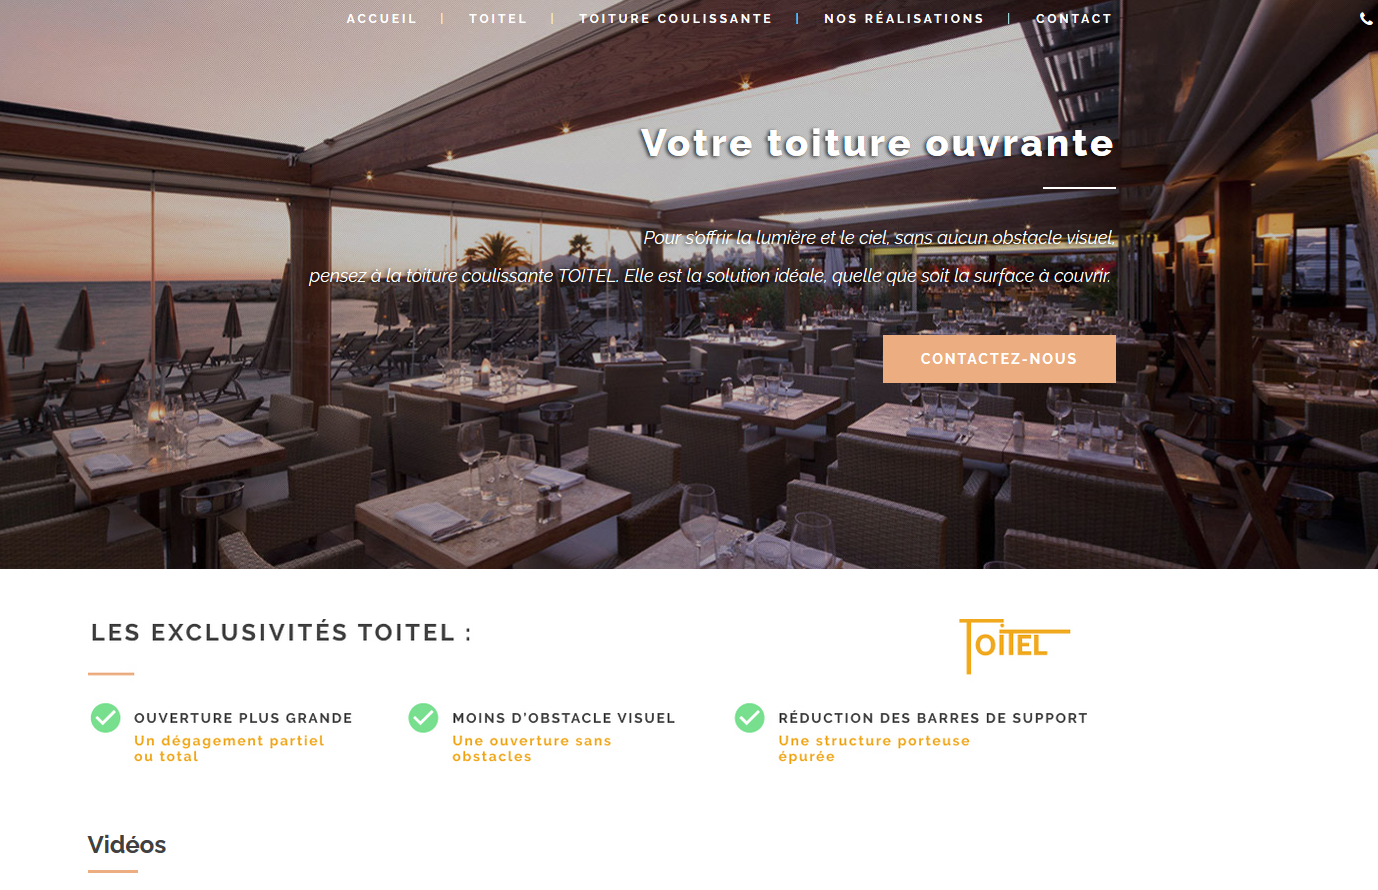 ACCUEIL | TOITEL | TOITURE COULISSANTE | NOS RÉALISATIONS | CONTACT
Votre toiture ouvrante
Pour s'offrir la lumière et le ciel, sans aucun obstacle visuel,
pensez à la toiture coulissante TOITEL. Elle est la solution idéale, quelle que soit la surface à couvrir.
CONTACTEZ-NOUS
LES EXCLUSIVITÉS TOITEL :
TOITEL
OUVERTURE PLUS GRANDE
Un dégagement partiel
ou total
MOINS D'OBSTACLE VISUEL
Une ouverture sans
obstacles
RÉDUCTION DES BARRES DE SUPPORT
Une structure porteuse
épurée
Vidéos